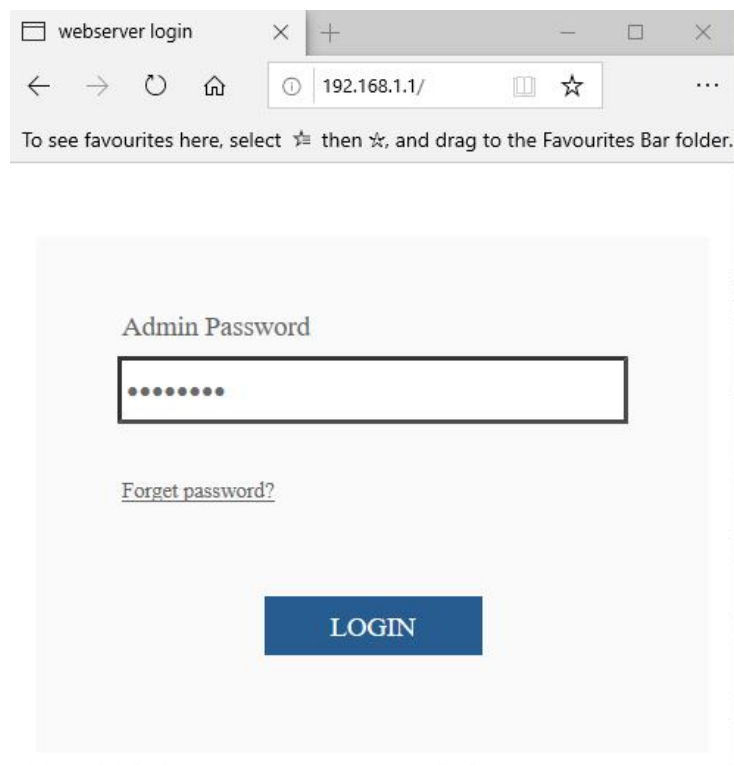 webserver login
192.168.1.1/
To see favourites here, select then , and drag to the Favourites Bar folder.
Admin Password
••••••••
Forget password?
LOGIN